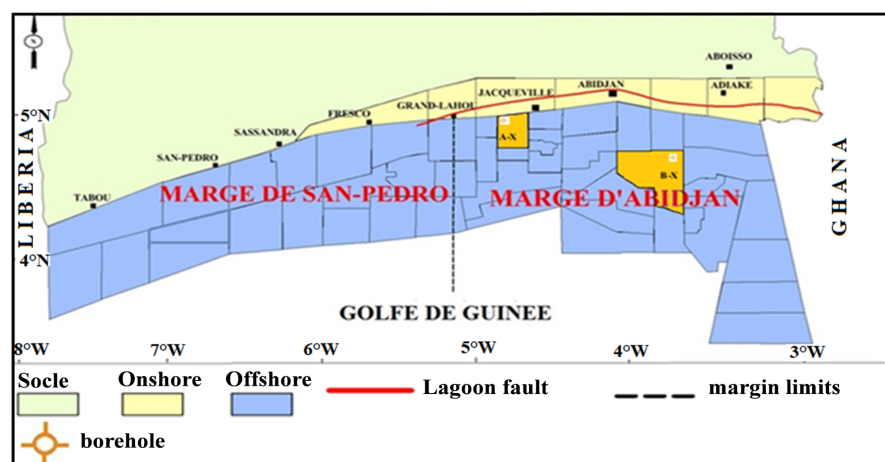 N
ABOISSO
ABIDJAN
ADIAKE
JACQUEVILLE
GRAND-LAHOU
FRESCO
5°N
SASSANDRA
A-X
SAN-PEDRO
B-X
TABOU
MARGE DE SAN-PEDRO
MARGE D'ABIDJAN
LIBERIA
GHANA
4°N
GOLFE DE GUINEE
8°W
7°W
6°W
5°W
4°W
3°W
Socle
Onshore
Offshore
Lagoon fault
margin limits
borehole